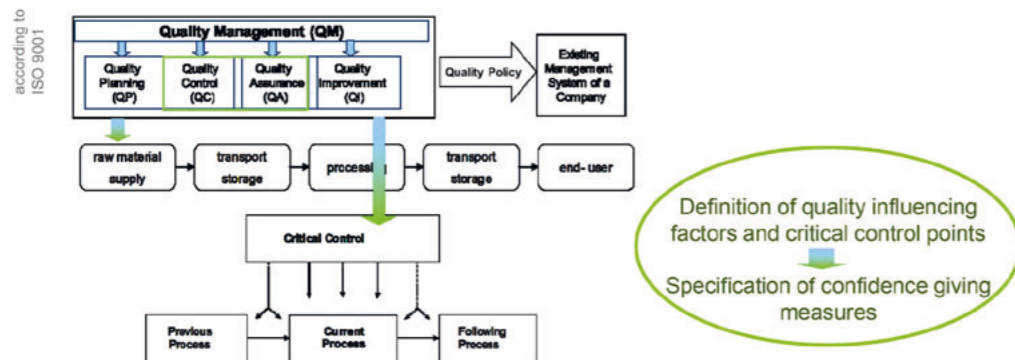 according to
ISO 9001
Quality Management (QM)
Quality
Planning
(QP)
Quality
Control
(QC)
Quality
Assurance
(QA)
Quality
Improvement
(QI)
Quality Policy
Existing
Management
System of a
Company
raw material
supply
transport
storage
processing
transport
storage
end- user
Critical Control
Previous
Process
Current
Process
Following
Process
Definition of quality influencing
factors and critical control points
Specification of confidence giving
measures